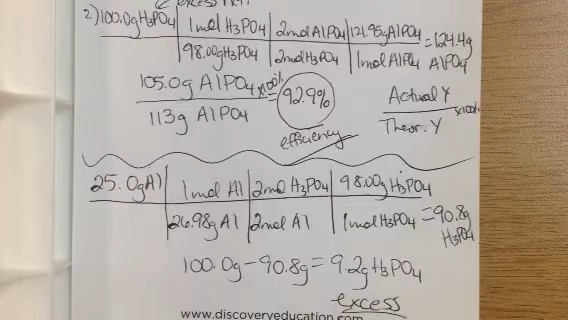 excess
2) 100.0g H₃PO₄ | 1mol H₃PO₄ | 2mol AlPO₄ | 121.95g AlPO₄ = 124.4g AlPO₄
98.00g H₃PO₄ | 2mol H₃PO₄ | 1mol AlPO₄
105.0g AlPO₄ ×100% = 92.9%
113g AlPO₄
efficiency
Actual Y ×100%
Theor. Y
25.0g Al | 1mol Al | 2mol H₃PO₄ | 98.00g H₃PO₄
26.98g Al | 2mol Al | 1mol H₃PO₄ = 90.8g H₃PO₄
100.0g - 90.8g = 9.2g H₃PO₄
excess
www.discoveryeducation.com